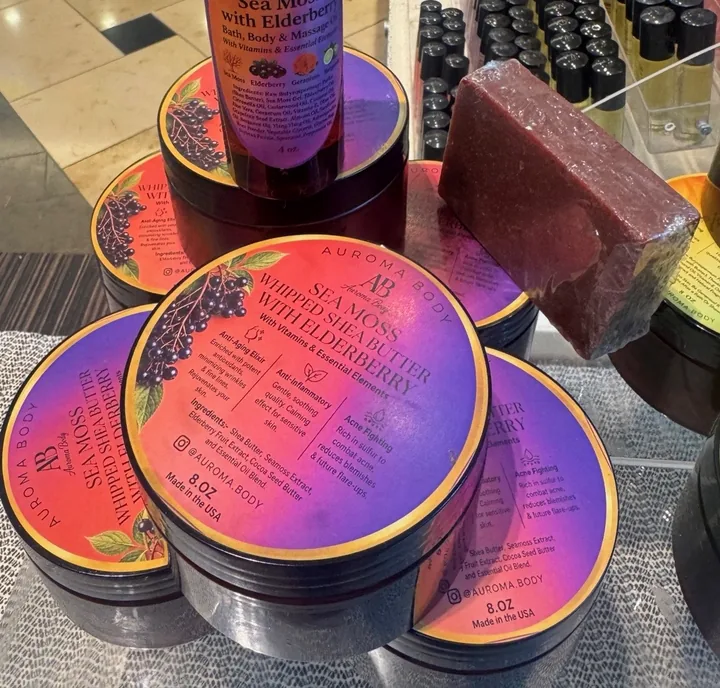 Sea Moss
with Elderberry
Bath, Body & Massage
With Vitamins & Essential
Sea Moss Elderberry Geranium
4 oz.
AUROMA BODY
AB
Auroma Body
SEA MOSS
WHIPPED SHEA BUTTER
WITH ELDERBERRY
With Vitamins & Essential Elements
Anti-Aging Elixir
Enriched with potent
antioxidants,
minimizing wrinkles
& fine lines.
Rejuvenates your
skin.
Anti-inflammatory
Gentle, soothing
quality. Calming
effect for sensitive
skin.
Acne Fighting
Rich in sulfur to
combat acne,
reduces blemishes
& future flare-ups.
Ingredients: Shea Butter, Seamoss Extract,
Elderberry Fruit Extract, Cocoa Seed Butter
and Essential Oil Blend.
@AUROMA.BODY
8.OZ
Made in the USA
AUROMA BODY
AB
Auroma Body
SEA MOSS
WHIPPED SHEA BUTTER
WITH ELDERBERRY
Acne Fighting
Rich in sulfur to
combat acne,
reduces blemishes
& future flare-ups.
Shea Butter, Seamoss Extract,
Fruit Extract, Cocoa Seed Butter
and Essential Oil Blend.
@AUROMA.BODY
8.OZ
Made in the USA
Anti-Aging
8 OZ